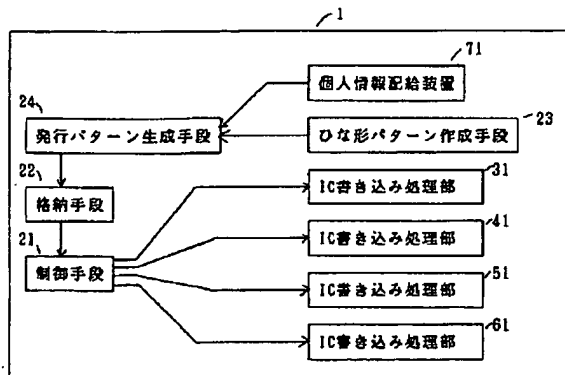 1
71
個人情報配給装置
24
発行パターン生成手段
23
ひな形パターン作成手段
22
格納手段
31
IC書き込み処理部
21
制御手段
41
IC書き込み処理部
51
IC書き込み処理部
61
IC書き込み処理部